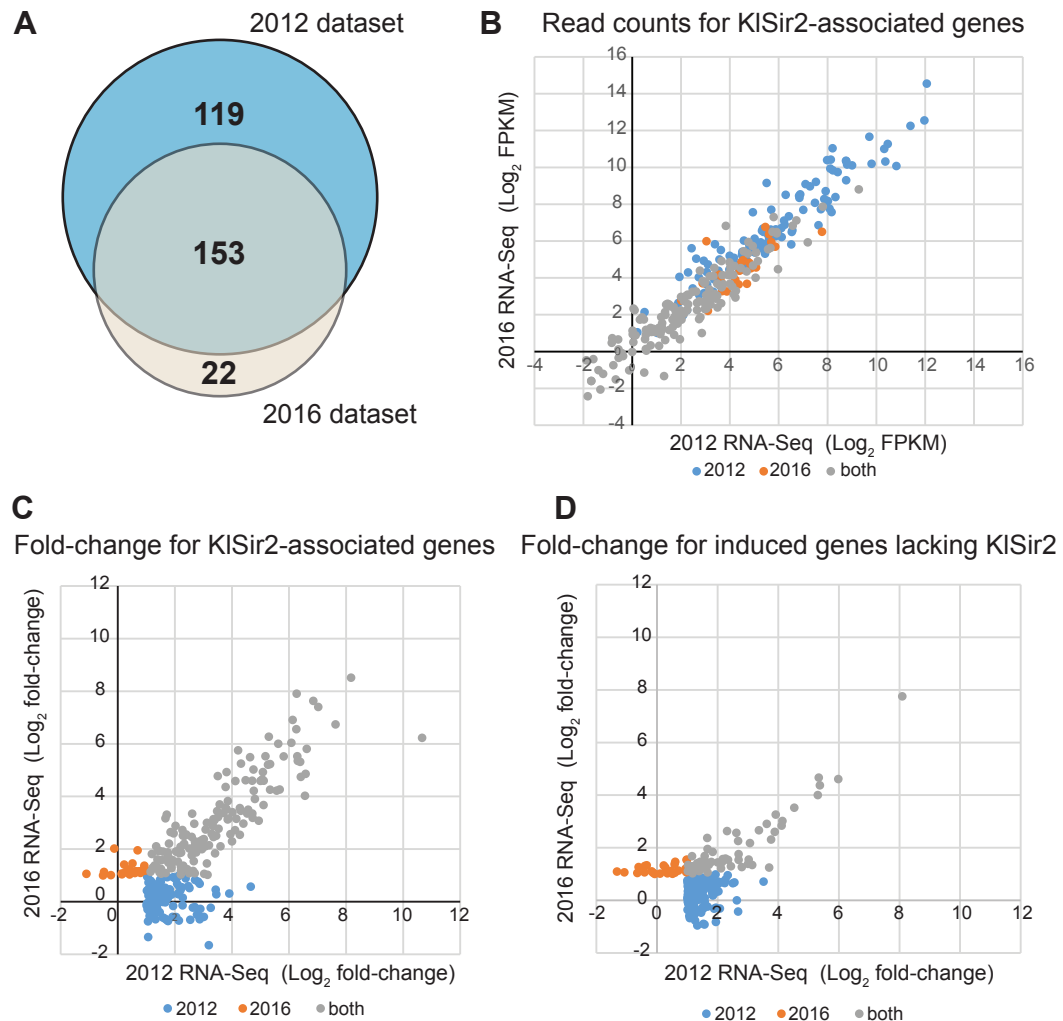 A
2012 dataset
119
153
22
2016 dataset
B
Read counts for KlSir2-associated genes
2016 RNA-Seq (Log2 FPKM)
16
14
12
10
8
6
4
2
0
-2
-4
-4 -2 0 2 4 6 8 10 12 14 16
2012 RNA-Seq (Log2 FPKM)
2012 2016 both
C
Fold-change for KlSir2-associated genes
2016 RNA-Seq (Log2 fold-change)
12
10
8
6
4
2
0
-2
-2 0 2 4 6 8 10 12
2012 RNA-Seq (Log2 fold-change)
2012 2016 both
D
Fold-change for induced genes lacking KlSir2
2016 RNA-Seq (Log2 fold-change)
12
10
8
6
4
2
0
-2
-2 0 2 4 6 8 10 12
2012 RNA-Seq (Log2 fold-change)
2012 2016 both